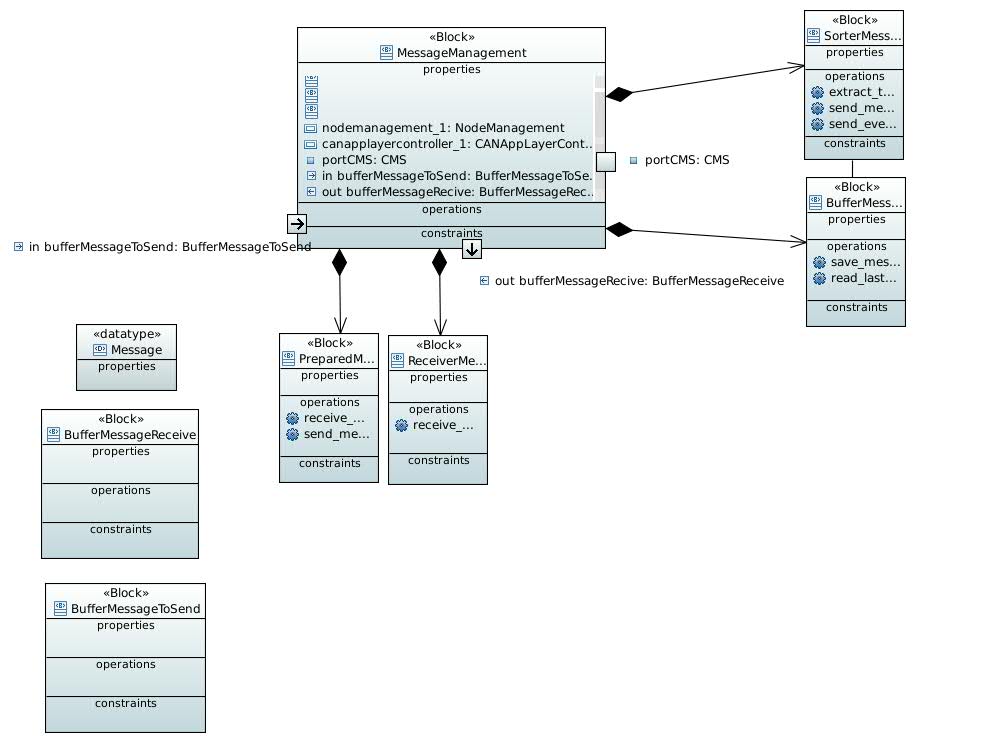 «Block»
MessageManagement
properties
nodemanagement_1: NodeManagement
canapplayercontroller_1: CANAppLayerCont...
portCMS: CMS
in bufferMessageToSend: BufferMessageToSe...
out bufferMessageRecive: BufferMessageRec...
operations
constraints
portCMS: CMS
in bufferMessageToSend: BufferMessageToSend
out bufferMessageRecive: BufferMessageReceive
«Block»
SorterMess...
properties
operations
extract_t...
send_me...
send_eve...
constraints
«Block»
BufferMess...
properties
operations
save_mes...
read_last...
constraints
«Block»
PreparedM...
properties
operations
receive_...
send_me...
constraints
«Block»
ReceiverMe...
properties
operations
receive_...
constraints
«datatype»
Message
properties
«Block»
BufferMessageReceive
properties
operations
constraints
«Block»
BufferMessageToSend
properties
operations
constraints